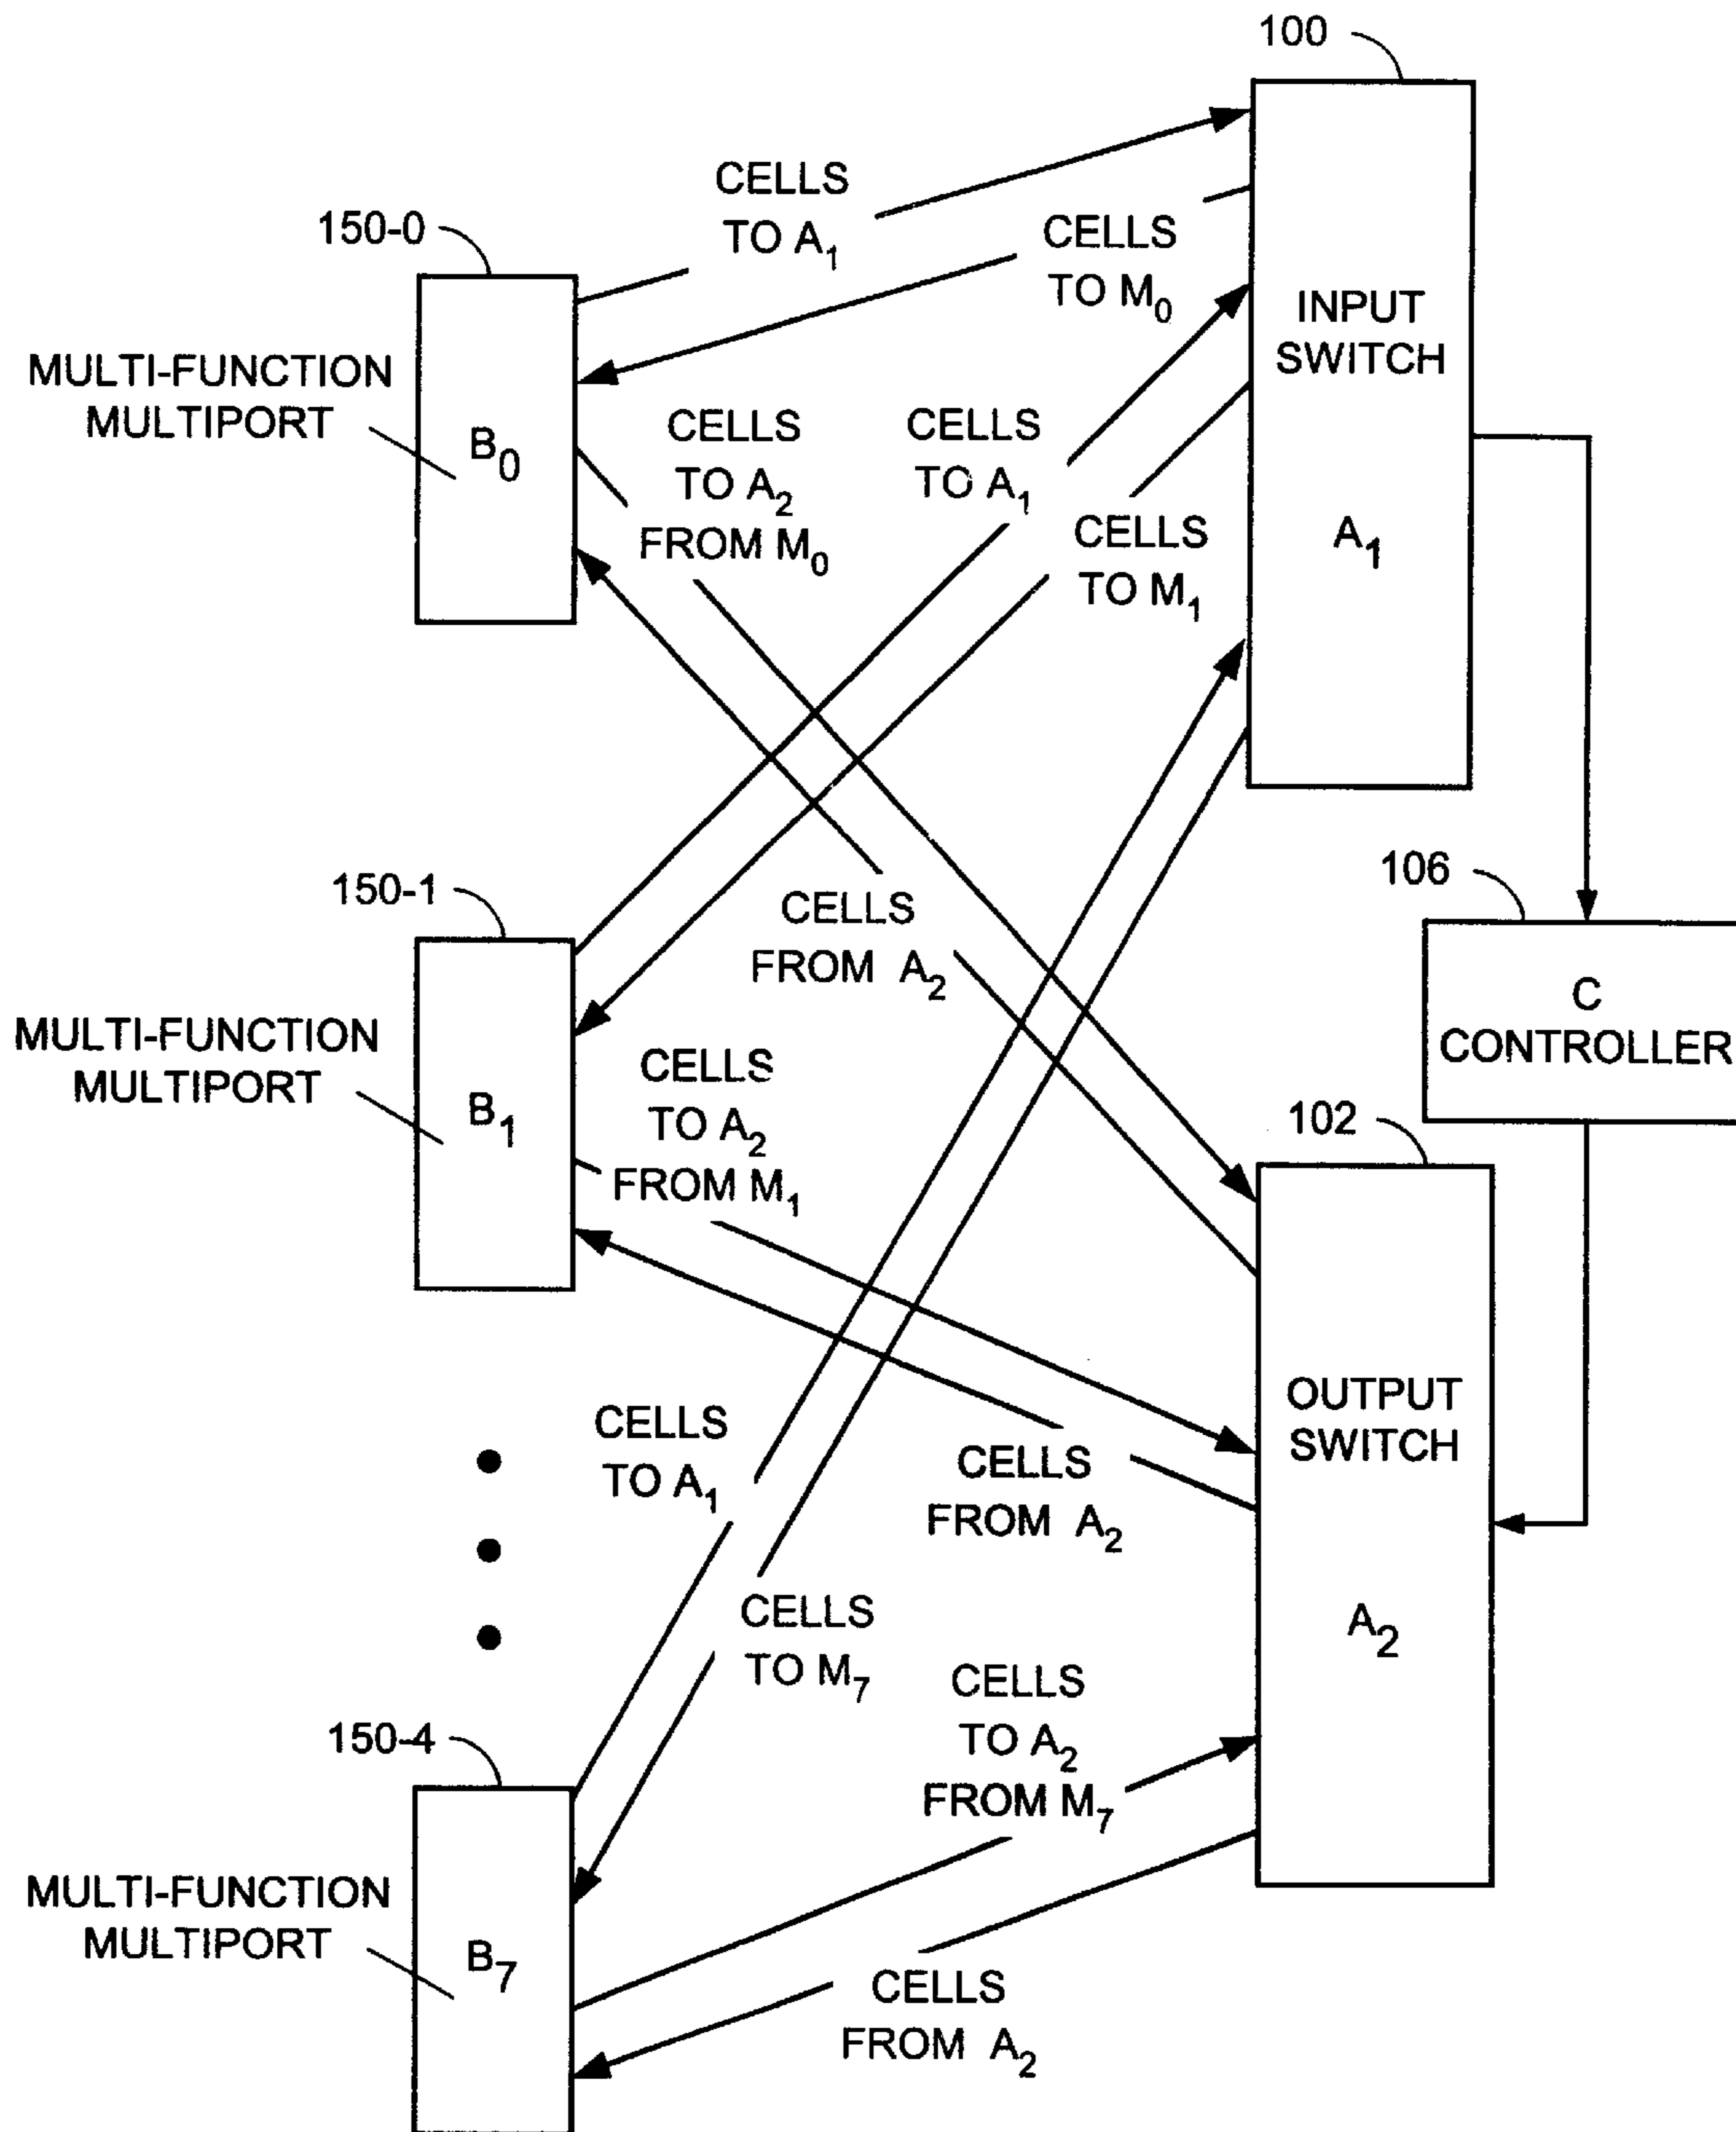 100
CELLS
TO A₁
150-0
CELLS
TO M₀
INPUT
SWITCH
A₁
MULTI-FUNCTION
MULTIPORT
B₀
CELLS
TO A₂
FROM M₀
CELLS
TO A₁
CELLS
TO M₁
106
150-1
CELLS
FROM A₂
C
CONTROLLER
MULTI-FUNCTION
MULTIPORT
B₁
CELLS
TO A₂
FROM M₁
102
OUTPUT
SWITCH
A₂
CELLS
TO A₁
CELLS
FROM A₂
CELLS
TO M₇
CELLS
TO A₂
FROM M₇
150-4
MULTI-FUNCTION
MULTIPORT
B₇
CELLS
FROM A₂